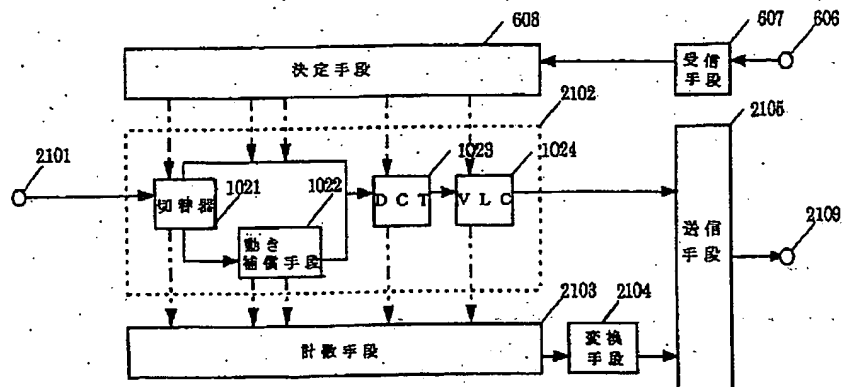 608
607
606
決定手段
受信
手段
2102
2105
2101
1023
1024
1021
1022
切替器
DCT
VLC
動き
補償手段
送信
手段
2109
2103
2104
計数手段
変換
手段